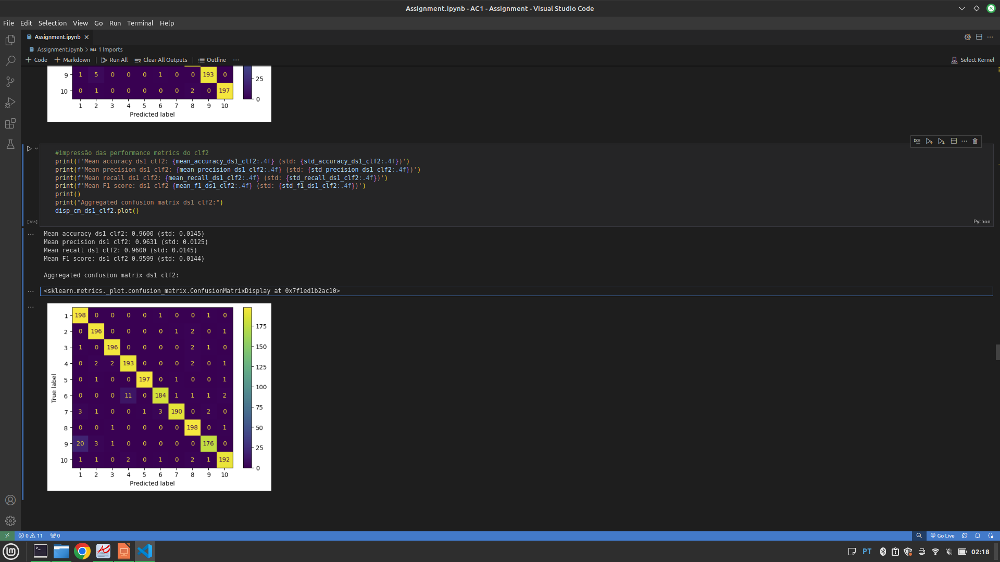 Assignment.ipynb - AC1 - Assignment - Visual Studio Code
File Edit Selection View Go Run Terminal Help
Assignment.ipynb
Assignment.ipynb > M↓ 1 Imports
+ Code + Markdown | Run All Clear All Outputs | Outline ...
Select Kernel
9 1 5 0 0 0 1 0 0 193 0
10 0 1 0 0 0 0 0 2 0 197
1 2 3 4 5 6 7 8 9 10
Predicted label
25
0
#impressão das performance metrics do clf2
print(f'Mean accuracy ds1 clf2: {mean_accuracy_ds1_clf2:.4f} (std: {std_accuracy_ds1_clf2:.4f})')
print(f'Mean precision ds1 clf2: {mean_precision_ds1_clf2:.4f} (std: {std_precision_ds1_clf2:.4f})')
print(f'Mean recall ds1 clf2: {mean_recall_ds1_clf2:.4f} (std: {std_recall_ds1_clf2:.4f})')
print(f'Mean F1 score: ds1 clf2 {mean_f1_ds1_clf2:.4f} (std: {std_f1_ds1_clf2:.4f})')
print()
print("Aggregated confusion matrix ds1 clf2:")
disp_cm_ds1_clf2.plot()
[386]
Python
Mean accuracy ds1 clf2: 0.9600 (std: 0.0145)
Mean precision ds1 clf2: 0.9631 (std: 0.0125)
Mean recall ds1 clf2: 0.9600 (std: 0.0145)
Mean F1 score: ds1 clf2 0.9599 (std: 0.0144)
Aggregated confusion matrix ds1 clf2:
<sklearn.metrics._plot.confusion_matrix.ConfusionMatrixDisplay at 0x7f1ed1b2ac10>
True label
1 198 0 0 0 0 1 0 0 1 0
2 0 196 0 0 0 0 1 2 0 1
3 1 0 196 0 0 0 0 2 1 0
4 0 2 2 193 0 0 0 2 0 1
5 0 1 0 0 197 0 1 0 0 1
6 0 0 0 11 0 184 1 1 1 2
7 3 1 0 0 1 3 190 0 2 0
8 0 0 1 0 0 0 0 198 0 1
9 20 3 1 0 0 0 0 0 176 0
10 1 1 0 2 0 1 0 2 1 192
1 2 3 4 5 6 7 8 9 10
Predicted label
175
150
125
100
75
50
25
0
0 11 0
Go Live
PT
02:18